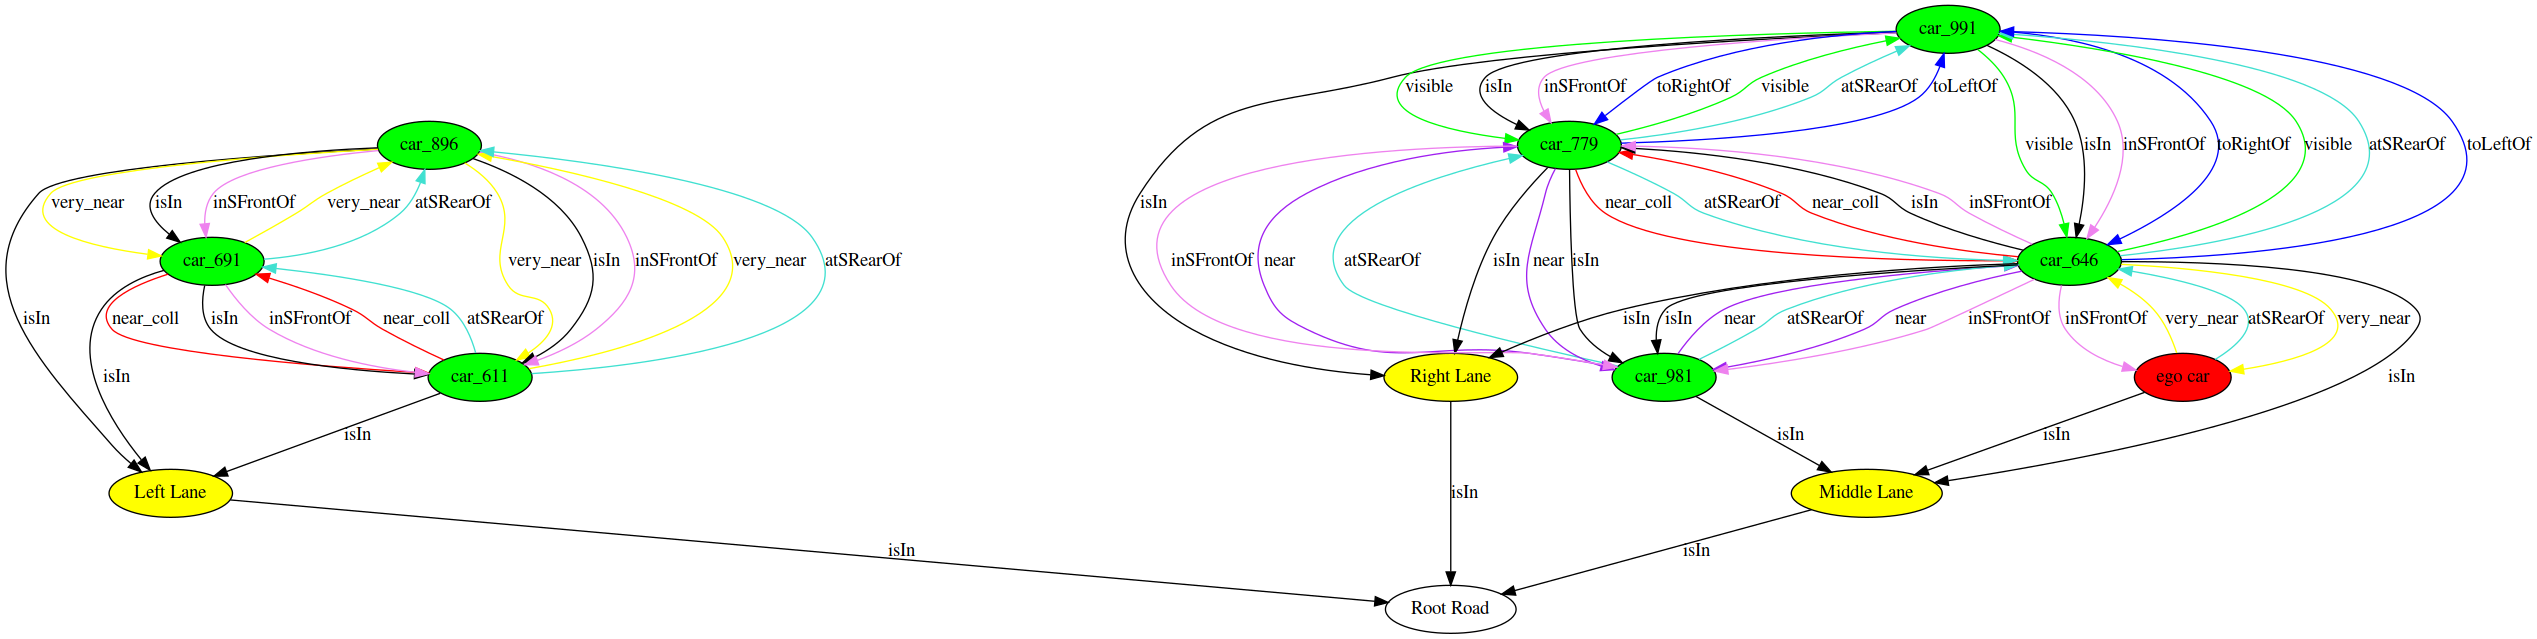 car_991
visible
isIn
inSFrontOf
toRightOf
visible
atSRearOf
toLeftOf
car_896
car_779
visible
isIn
inSFrontOf
toRightOf
visible
atSRearOf
toLeftOf
very_near
isIn
inSFrontOf
very_near
atSRearOf
isIn
near_coll
atSRearOf
near_coll
isIn
inSFrontOf
car_691
very_near
isIn
inSFrontOf
very_near
atSRearOf
inSFrontOf
near
atSRearOf
isIn
near
isIn
car_646
isIn
near_coll
isIn
inSFrontOf
near_coll
atSRearOf
isIn
isIn
near
atSRearOf
near
inSFrontOf
inSFrontOf
very_near
atSRearOf
very_near
isIn
car_611
Right Lane
car_981
ego car
isIn
isIn
isIn
isIn
Left Lane
isIn
Middle Lane
isIn
isIn
Root Road